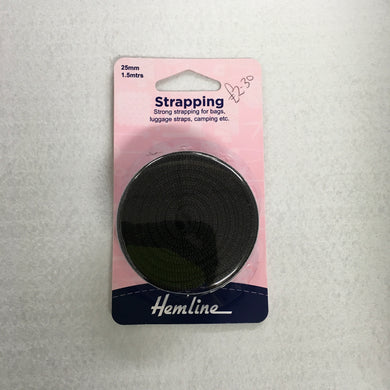 25mm
1.5mtrs
£2.30
Strapping
Strong strapping for bags,
luggage straps, camping etc.
Hemline